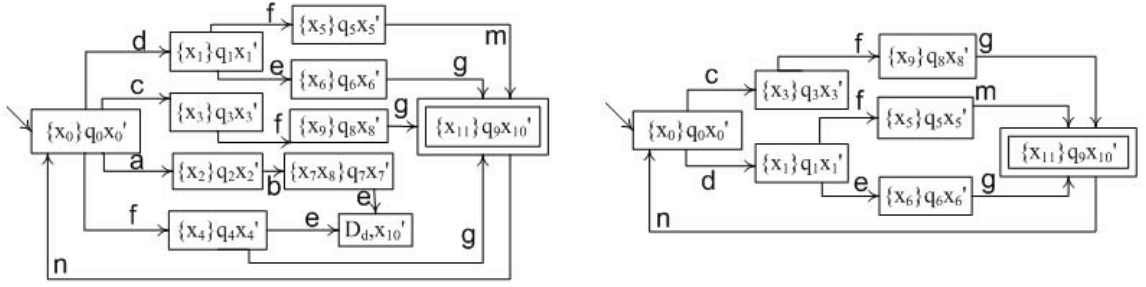 f
{x₅}q₅x₅'
m
d
{x₁}q₁x₁'
e
{x₆}q₆x₆'
g
c
{x₃}q₃x₃'
f
{x₉}q₈x₈'
g
{x₀}q₀x₀'
{x₁₁}q₉x₁₀'
a
{x₂}q₂x₂'
b
{x₇x₈}q₇x₇'
e
f
{x₄}q₄x₄'
e
D_d,x₁₀'
g
n
f
{x₉}q₈x₈'
g
c
{x₃}q₃x₃'
f
{x₅}q₅x₅'
m
{x₀}q₀x₀'
{x₁₁}q₉x₁₀'
d
{x₁}q₁x₁'
e
{x₆}q₆x₆'
g
n